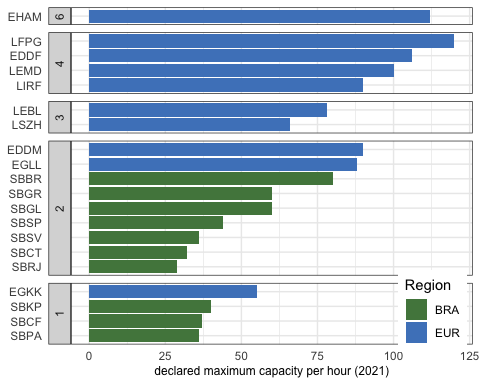 EHAM 6
LFPG
EDDF
LEMD
LIRF
4
LEBL
LSZH
3
EDDM
EGLL
SBBR
SBGR
SBGL
SBSP
SBSV
SBCT
SBRJ
2
EGKK
SBKP
SBCF
SBPA
1
Region
BRA
EUR
0 25 50 75 100 125
declared maximum capacity per hour (2021)